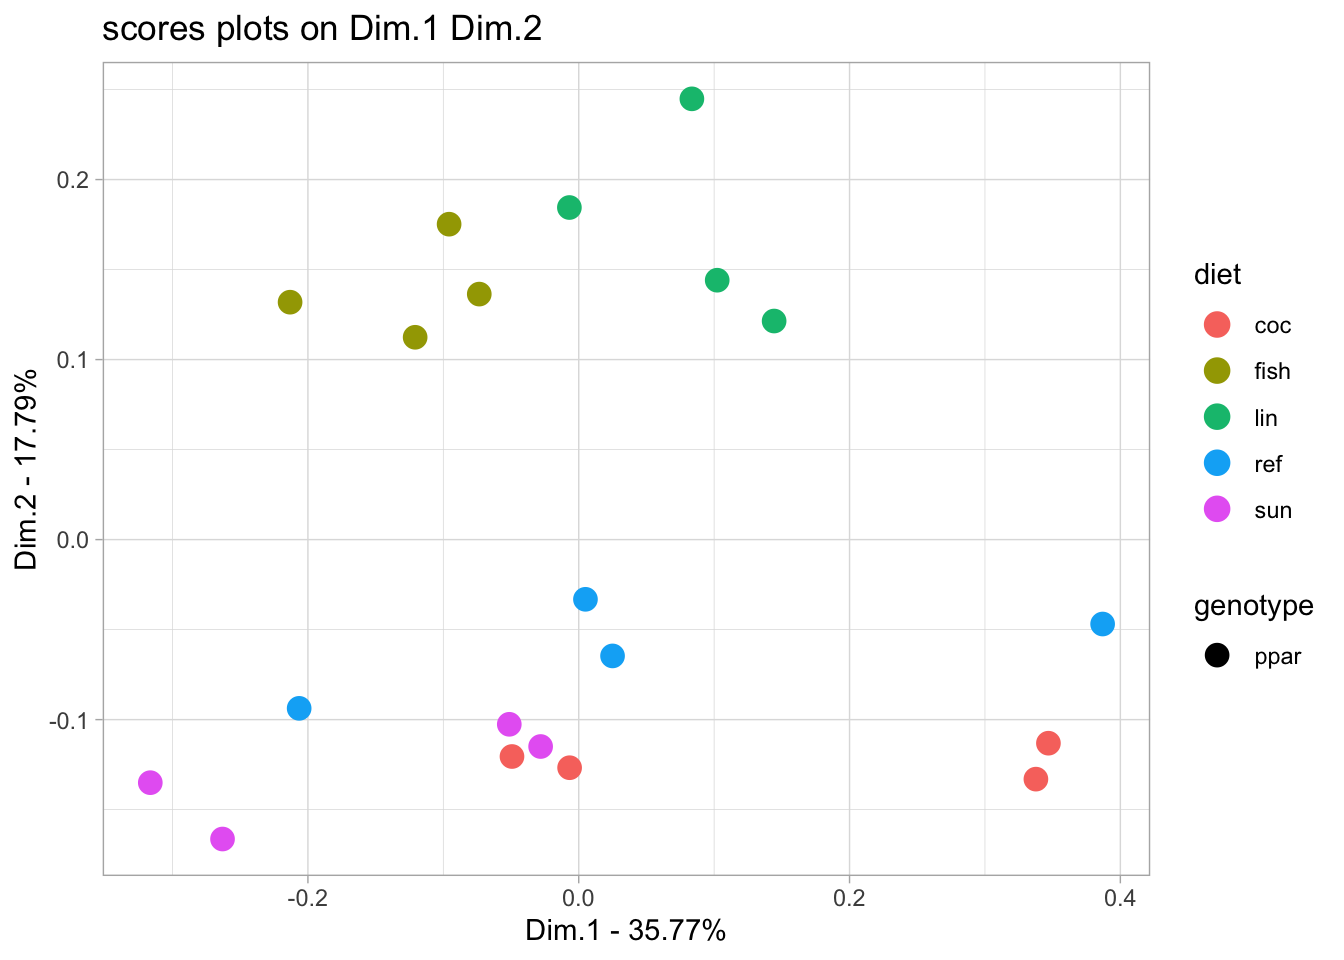 scores plots on Dim.1 Dim.2
0.2
0.1
0.0
-0.1
Dim.2 - 17.79%
-0.2
0.0
0.2
0.4
Dim.1 - 35.77%
diet
coc
fish
lin
ref
sun
genotype
ppar